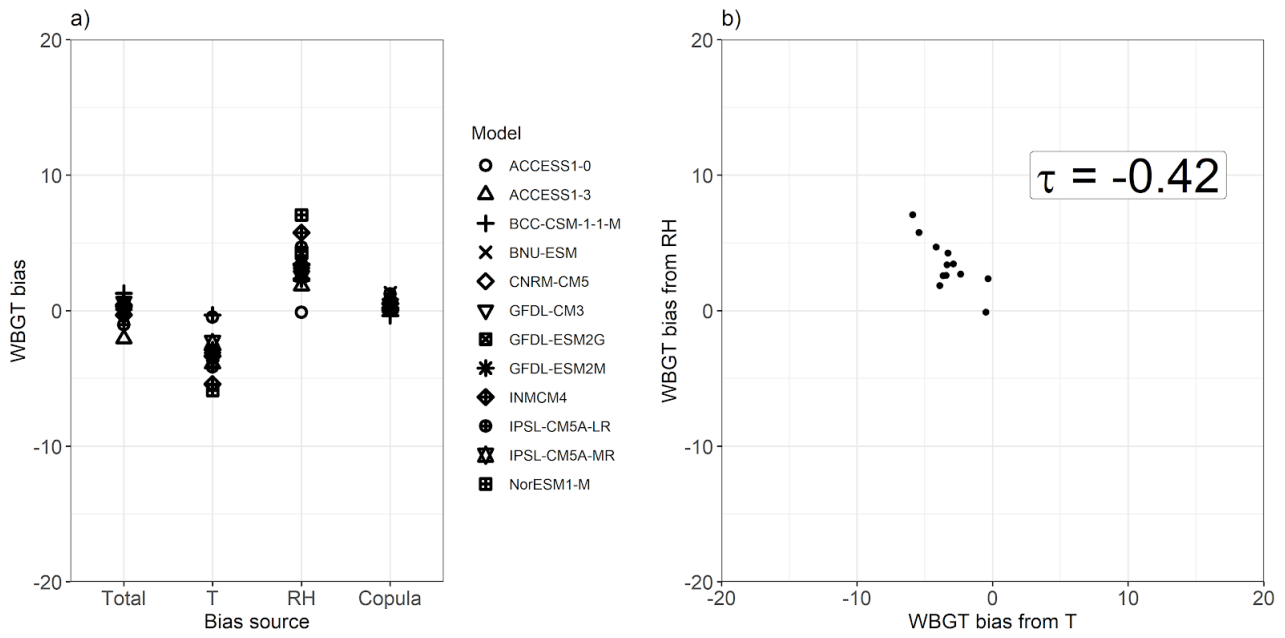 a)
20
10
0
-10
-20
WBGT bias
Total T RH Copula
Bias source
Model
ACCESS1-0
ACCESS1-3
BCC-CSM-1-1-M
BNU-ESM
CNRM-CM5
GFDL-CM3
GFDL-ESM2G
GFDL-ESM2M
INMCM4
IPSL-CM5A-LR
IPSL-CM5A-MR
NorESM1-M
b)
20
10
0
-10
-20
WBGT bias from RH
τ = -0.42
-20 -10 0 10 20
WBGT bias from T